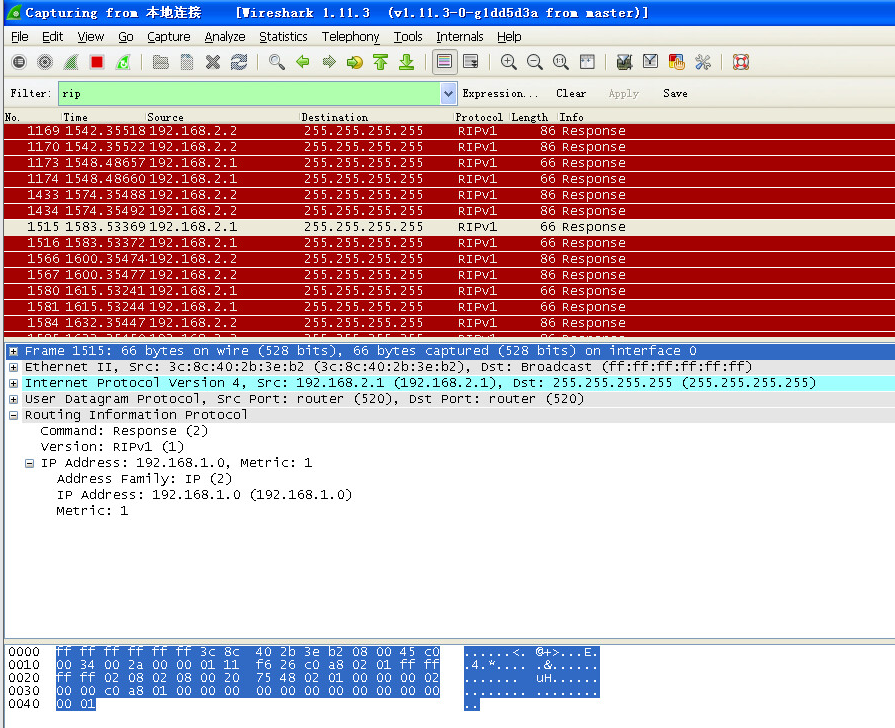 Capturing from 本地连接 [Wireshark 1.11.3 (v1.11.3-0-g1dd5d3a from master)]
File Edit View Go Capture Analyze Statistics Telephony Tools Internals Help
Filter: rip Expression... Clear Apply Save
No. Time Source Destination Protocol Length Info
1169 1542.35518 192.168.2.2 255.255.255.255 RIPv1 86 Response
1170 1542.35522 192.168.2.2 255.255.255.255 RIPv1 86 Response
1173 1548.48657 192.168.2.1 255.255.255.255 RIPv1 66 Response
1174 1548.48660 192.168.2.1 255.255.255.255 RIPv1 66 Response
1433 1574.35488 192.168.2.2 255.255.255.255 RIPv1 86 Response
1434 1574.35492 192.168.2.2 255.255.255.255 RIPv1 86 Response
1515 1583.53369 192.168.2.1 255.255.255.255 RIPv1 66 Response
1516 1583.53372 192.168.2.1 255.255.255.255 RIPv1 66 Response
1566 1600.35474 192.168.2.2 255.255.255.255 RIPv1 86 Response
1567 1600.35477 192.168.2.2 255.255.255.255 RIPv1 86 Response
1580 1615.53241 192.168.2.1 255.255.255.255 RIPv1 66 Response
1581 1615.53244 192.168.2.1 255.255.255.255 RIPv1 66 Response
1584 1632.35447 192.168.2.2 255.255.255.255 RIPv1 86 Response
Frame 1515: 66 bytes on wire (528 bits), 66 bytes captured (528 bits) on interface 0
Ethernet II, Src: 3c:8c:40:2b:3e:b2 (3c:8c:40:2b:3e:b2), Dst: Broadcast (ff:ff:ff:ff:ff:ff)
Internet Protocol Version 4, Src: 192.168.2.1 (192.168.2.1), Dst: 255.255.255.255 (255.255.255.255)
User Datagram Protocol, Src Port: router (520), Dst Port: router (520)
Routing Information Protocol
Command: Response (2)
Version: RIPv1 (1)
IP Address: 192.168.1.0, Metric: 1
Address Family: IP (2)
IP Address: 192.168.1.0 (192.168.1.0)
Metric: 1
0000 ff ff ff ff ff ff 3c 8c 40 2b 3e b2 08 00 45 c0 ......<. @+>...E.
0010 00 34 00 2a 00 00 01 11 f6 26 c0 a8 02 01 ff ff .4.*.... .&......
0020 ff ff 02 08 02 08 00 20 75 48 02 01 00 00 00 02 ....... uH......
0030 00 00 c0 a8 01 00 00 00 00 00 00 00 00 00 00 00 ........ ........
0040 00 01 ..